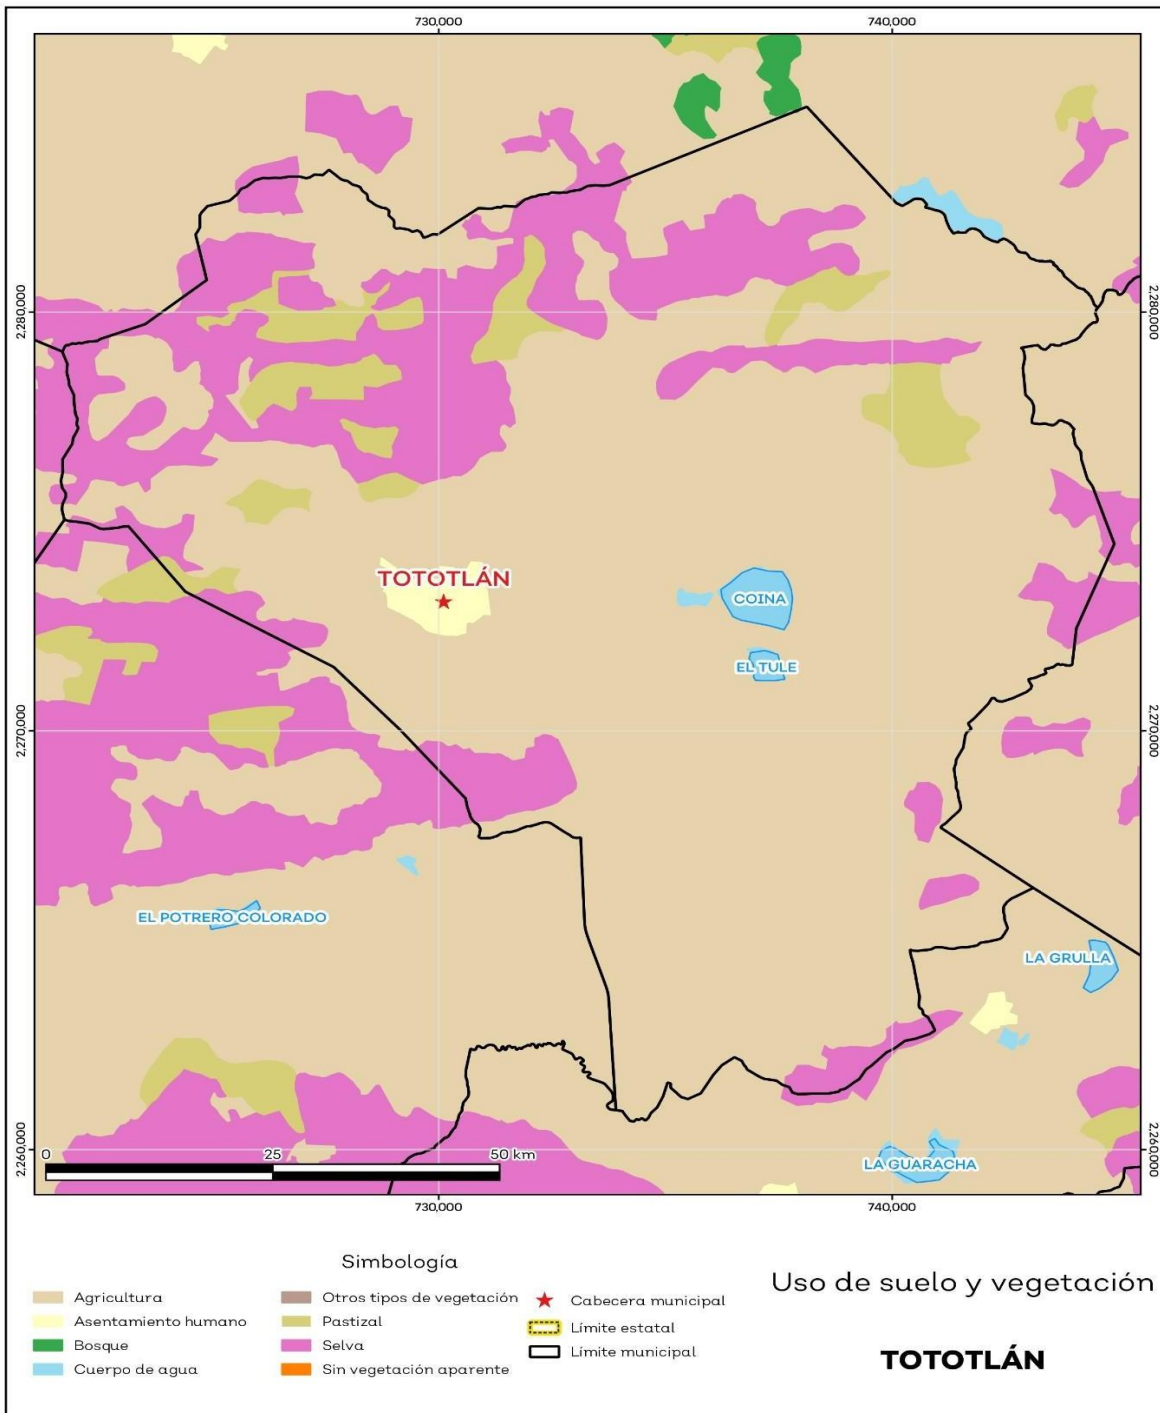 730,000
740,000
2,280,000
2,280,000
TOTOTLÁN
COINA
EL TULE
2,270,000
2,270,000
EL POTRERO COLORADO
LA GRULLA
2,260,000
2,260,000
0
25
50 km
LA GUARACHA
730,000
740,000
Simbología
Agricultura
Asentamiento humano
Bosque
Cuerpo de agua
Otros tipos de vegetación
Pastizal
Selva
Sin vegetación aparente
Cabecera municipal
Límite estatal
Límite municipal
Uso de suelo y vegetación
TOTOTLÁN